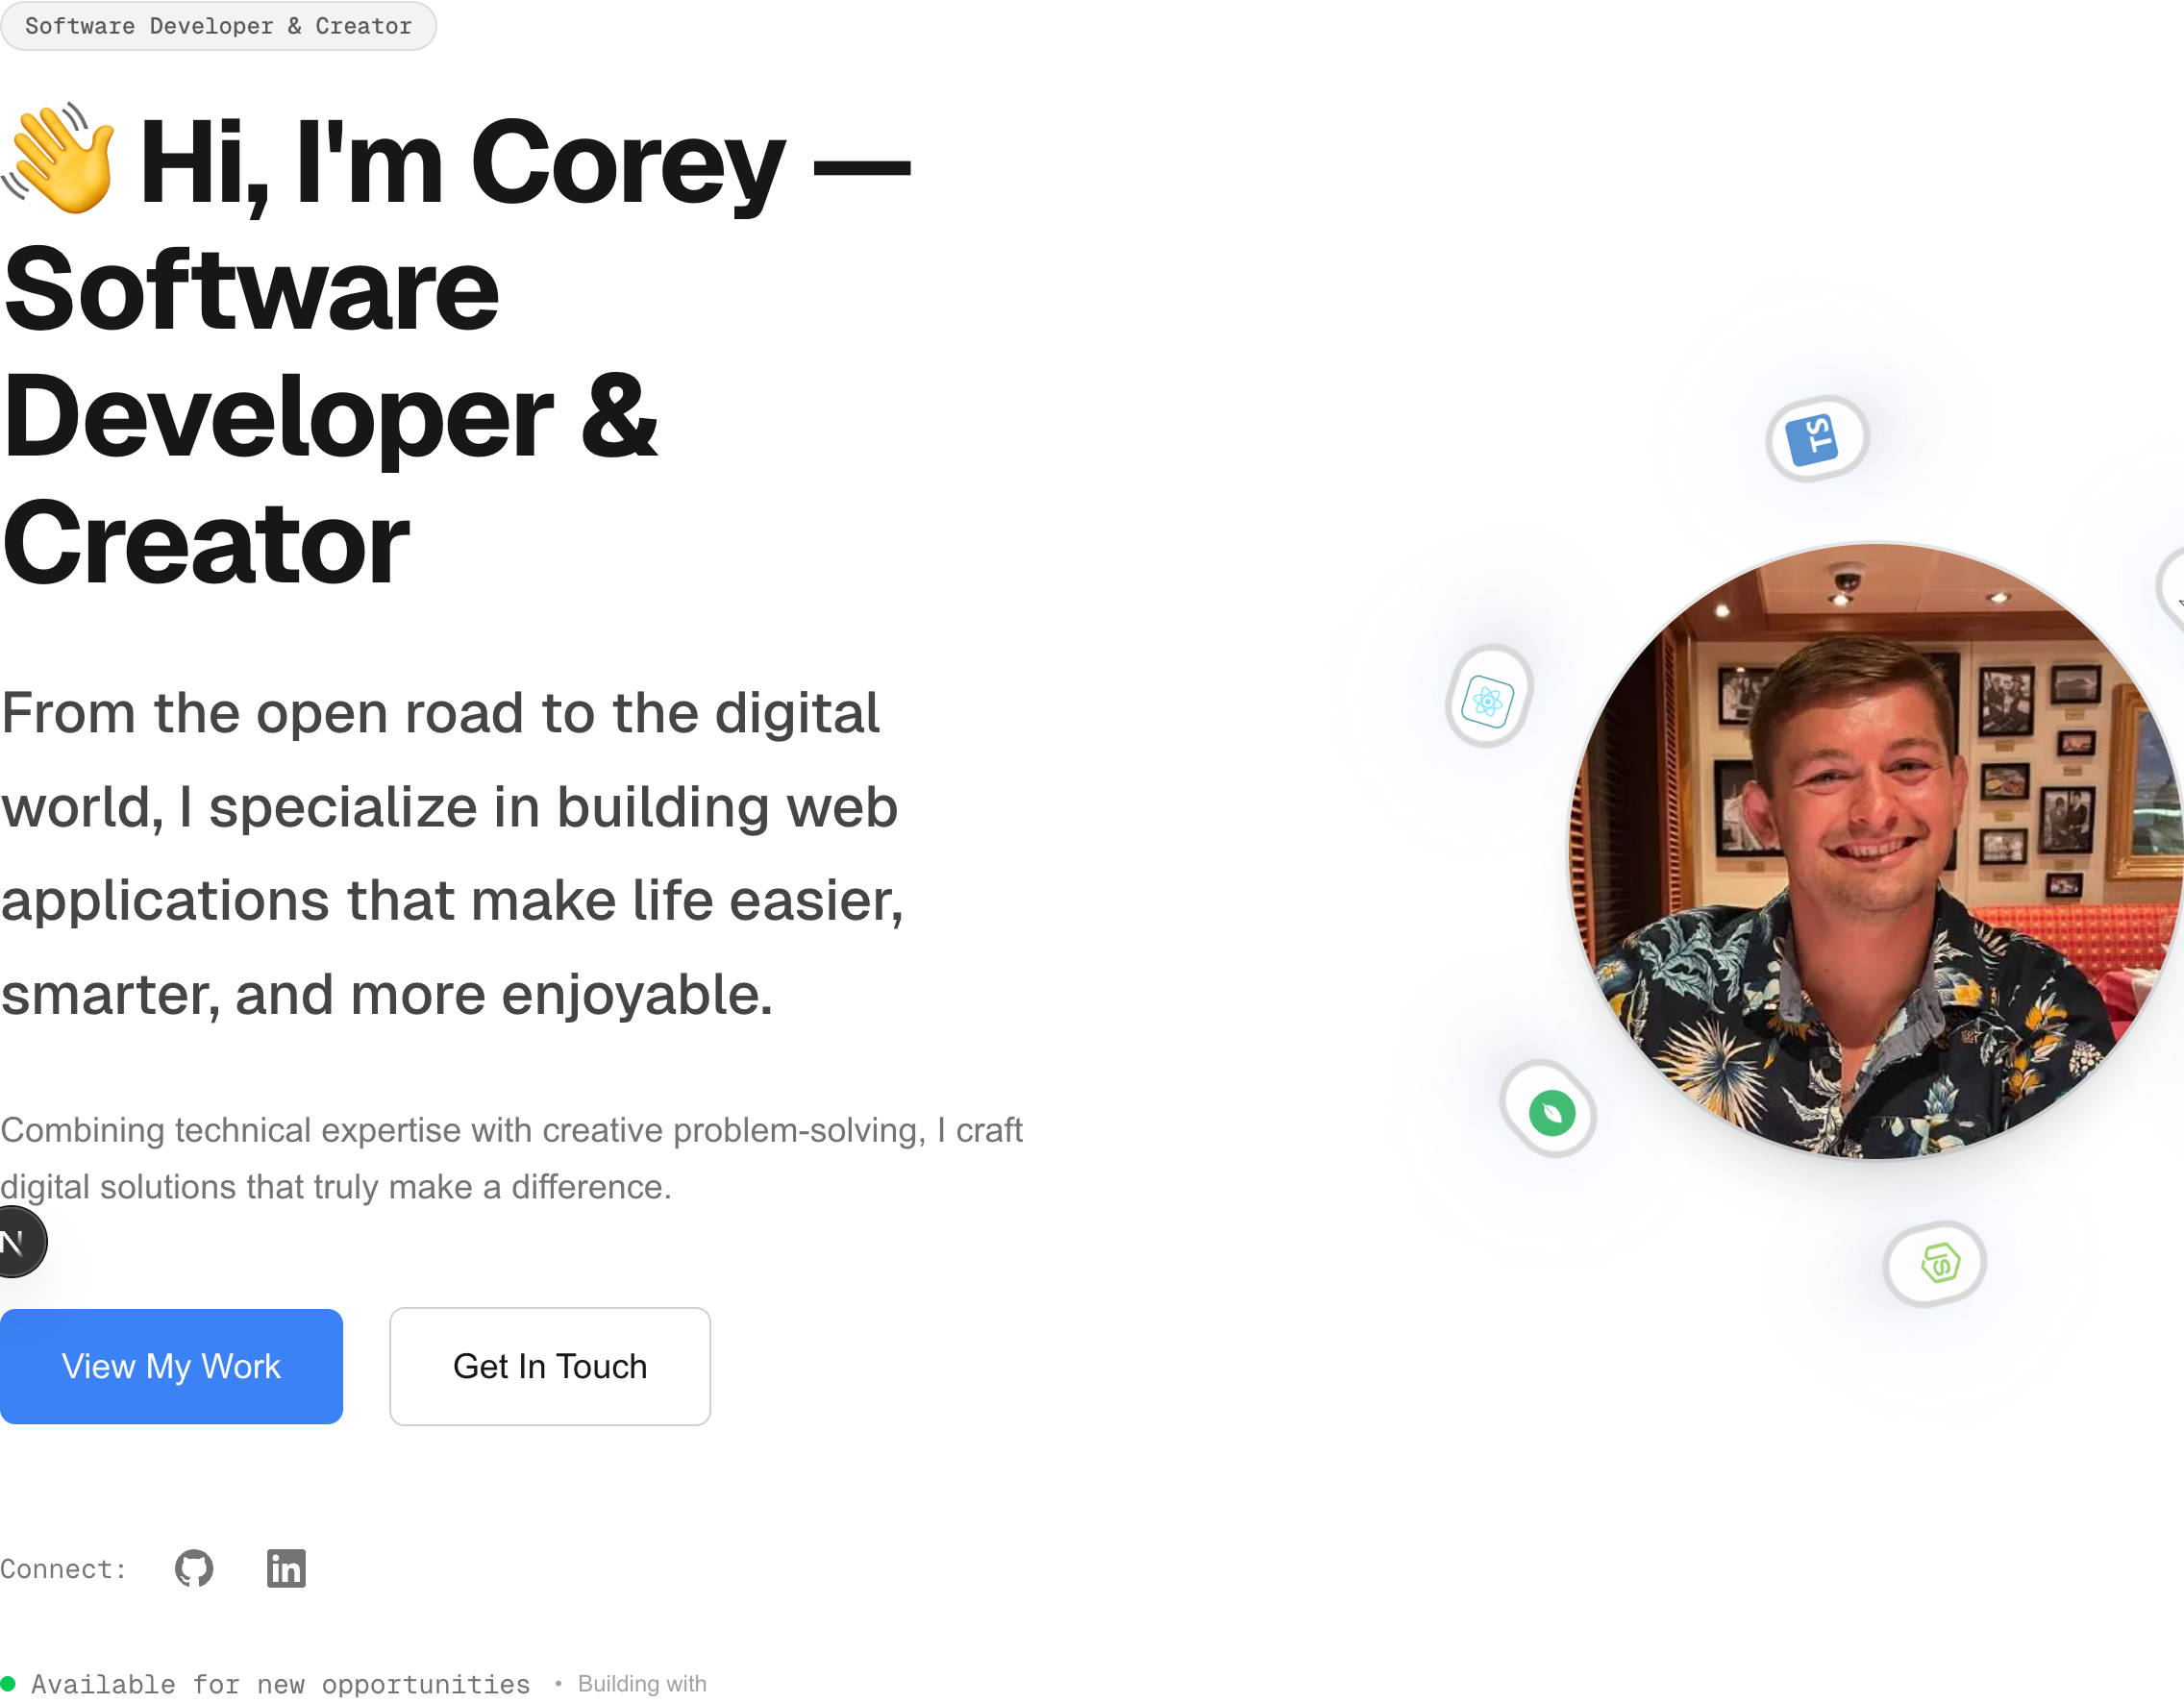 Software Developer & Creator
👋 Hi, I'm Corey —
Software
Developer &
Creator
From the open road to the digital
world, I specialize in building web
applications that make life easier,
smarter, and more enjoyable.
Combining technical expertise with creative problem-solving, I craft
digital solutions that truly make a difference.
N
View My Work
Get In Touch
Connect:
in
Available for new opportunities • Building with
TS
JS